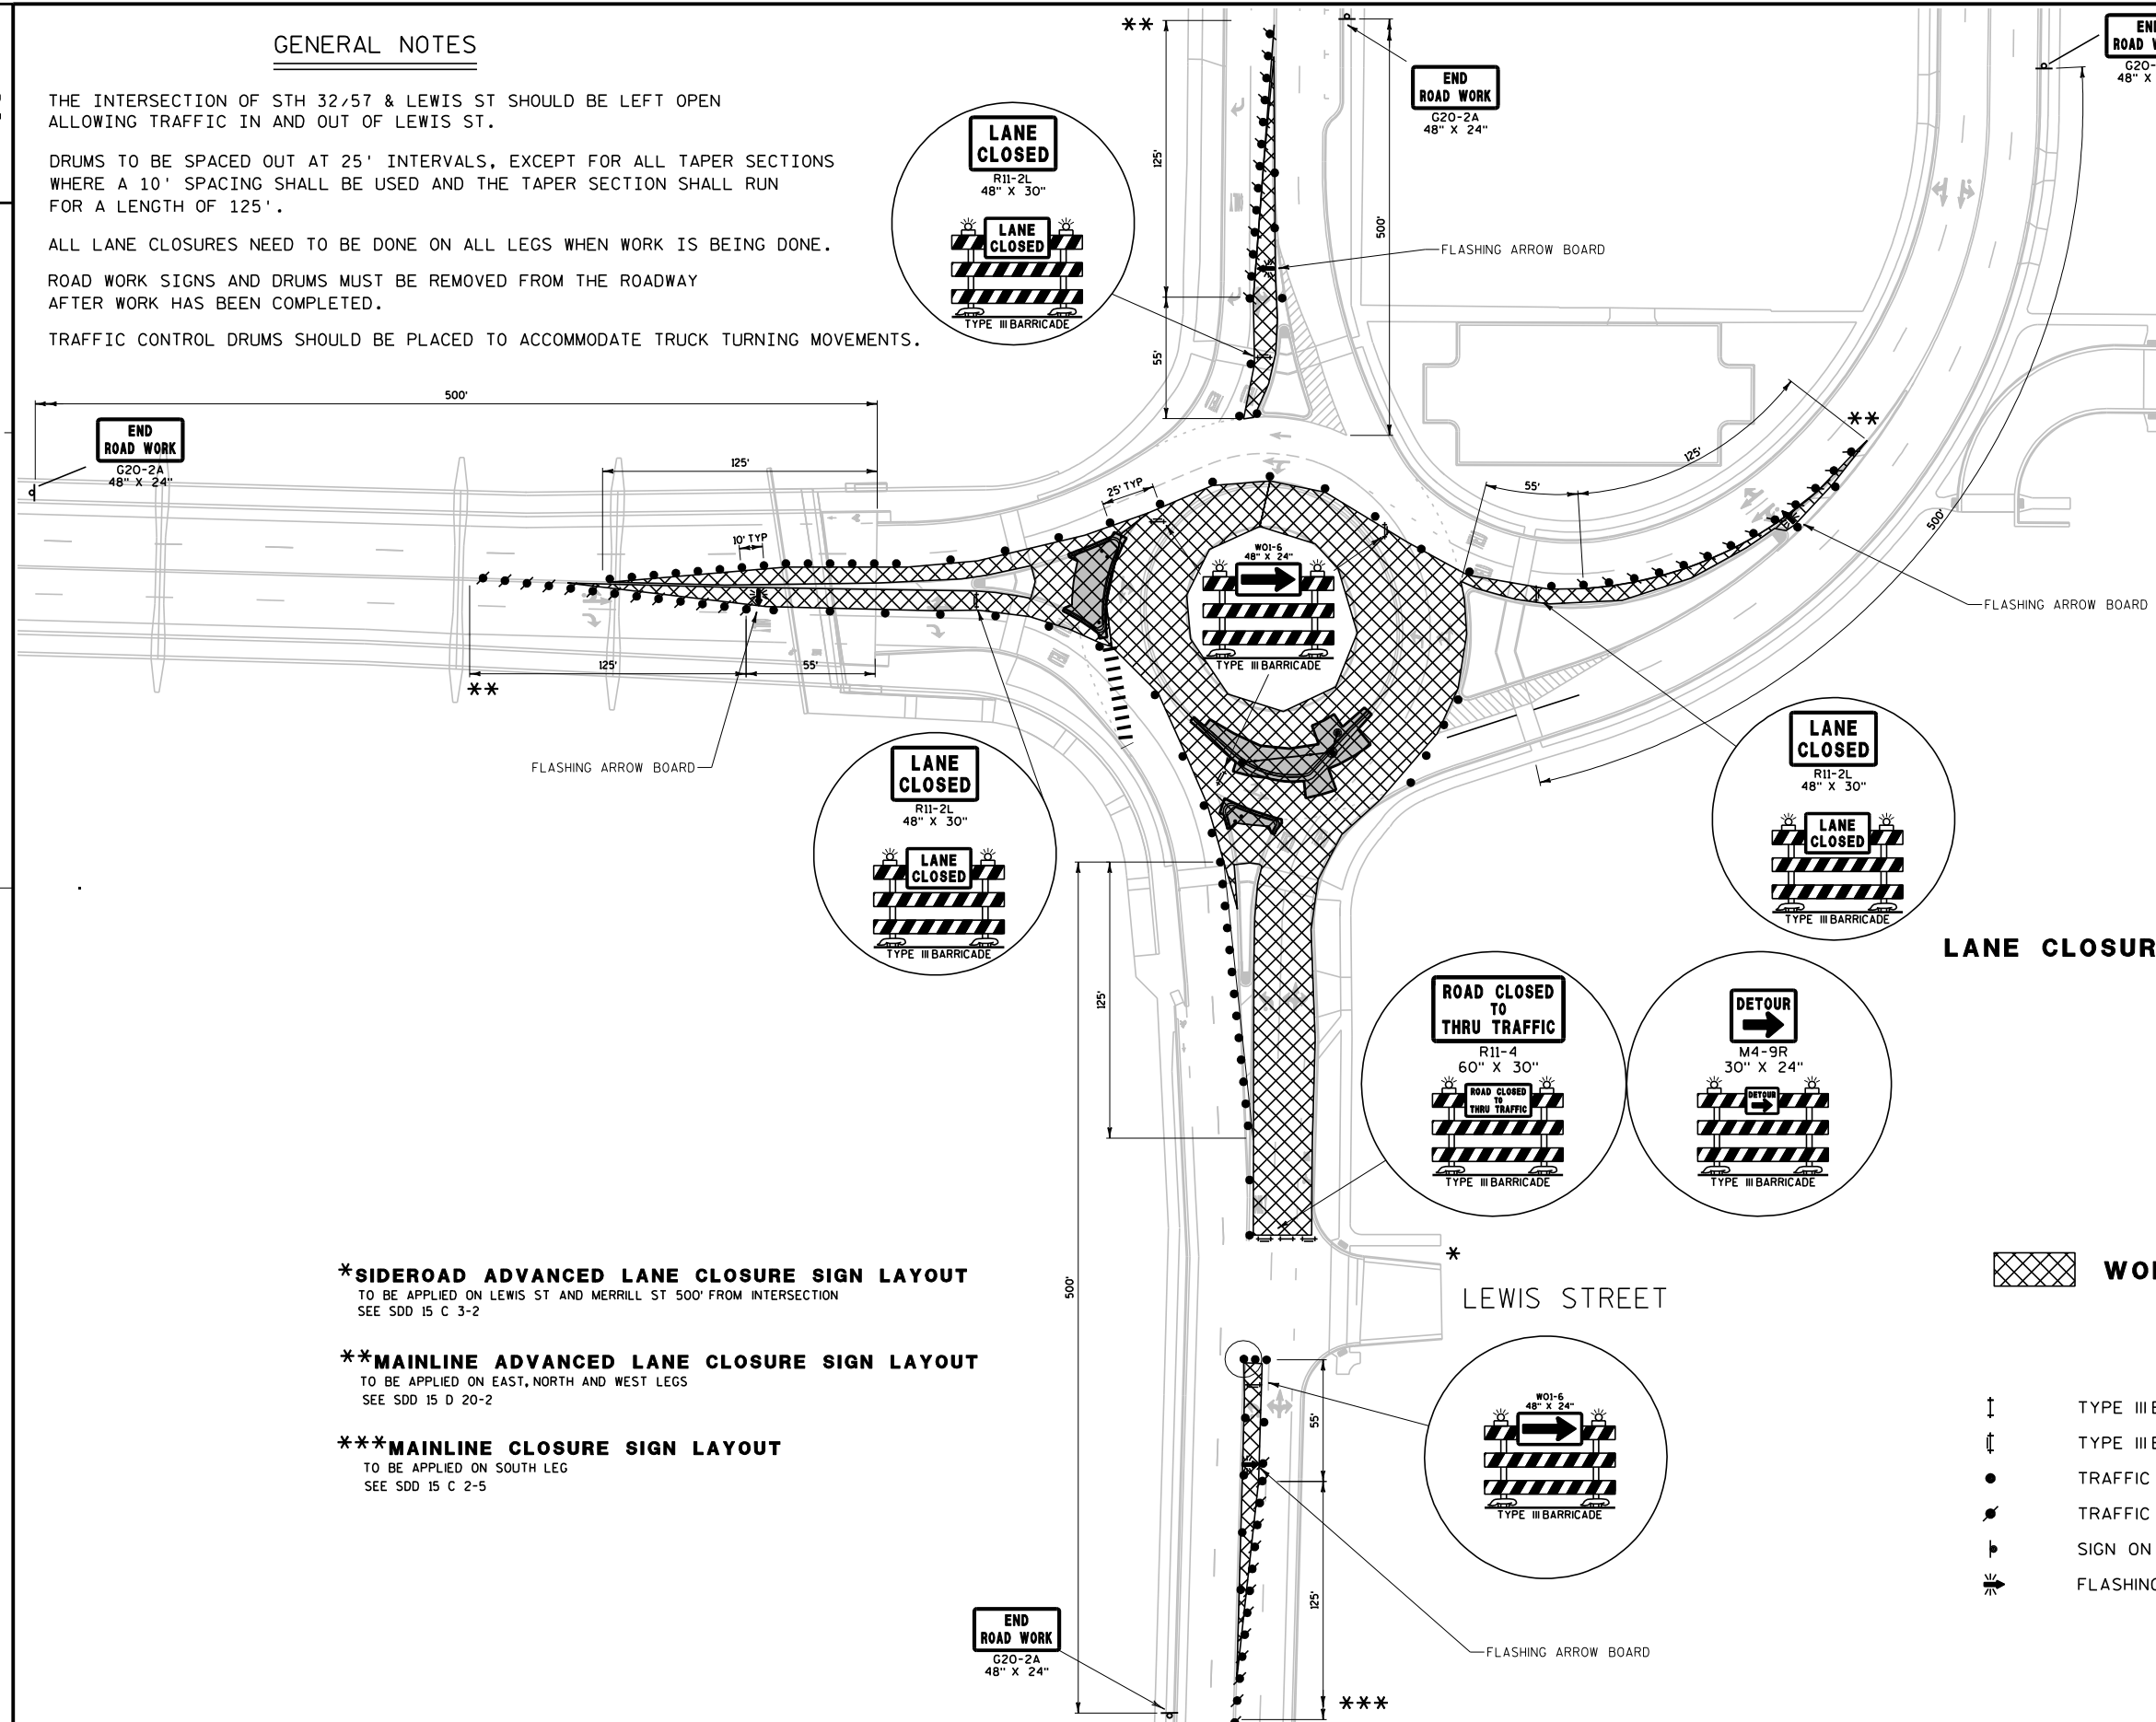 GENERAL NOTES
THE INTERSECTION OF STH 32/57 & LEWIS ST SHOULD BE LEFT OPEN
ALLOWING TRAFFIC IN AND OUT OF LEWIS ST.
DRUMS TO BE SPACED OUT AT 25' INTERVALS, EXCEPT FOR ALL TAPER SECTIONS
WHERE A 10' SPACING SHALL BE USED AND THE TAPER SECTION SHALL RUN
FOR A LENGTH OF 125'.
ALL LANE CLOSURES NEED TO BE DONE ON ALL LEGS WHEN WORK IS BEING DONE.
ROAD WORK SIGNS AND DRUMS MUST BE REMOVED FROM THE ROADWAY
AFTER WORK HAS BEEN COMPLETED.
TRAFFIC CONTROL DRUMS SHOULD BE PLACED TO ACCOMMODATE TRUCK TURNING MOVEMENTS.
**
125'
55'
500'
END
ROAD WORK
G20-2A
48" X 24"
LANE
CLOSED
R11-2L
48" X 30"
LANE
CLOSED
TYPE III BARRICADE
FLASHING ARROW BOARD
END
ROAD W
G20-
48" X
500'
END
ROAD WORK
G20-2A
48" X 24"
125'
10' TYP
25' TYP
125'
55'
**
FLASHING ARROW BOARD
W01-6
48" X 24"
TYPE III BARRICADE
55'
125'
**
500'
FLASHING ARROW BOARD
LANE
CLOSED
R11-2L
48" X 30"
LANE
CLOSED
TYPE III BARRICADE
LANE
CLOSED
R11-2L
48" X 30"
LANE
CLOSED
TYPE III BARRICADE
LANE CLOSUR
125'
500'
ROAD CLOSED
TO
THRU TRAFFIC
R11-4
60" X 30"
ROAD CLOSED
TO
THRU TRAFFIC
TYPE III BARRICADE
DETOUR
M4-9R
30" X 24"
DETOUR
TYPE III BARRICADE
*
LEWIS STREET
WO
*SIDEROAD ADVANCED LANE CLOSURE SIGN LAYOUT
TO BE APPLIED ON LEWIS ST AND MERRILL ST 500' FROM INTERSECTION
SEE SDD 15 C 3-2
**MAINLINE ADVANCED LANE CLOSURE SIGN LAYOUT
TO BE APPLIED ON EAST, NORTH AND WEST LEGS
SEE SDD 15 D 20-2
***MAINLINE CLOSURE SIGN LAYOUT
TO BE APPLIED ON SOUTH LEG
SEE SDD 15 C 2-5
W01-6
48" X 24"
TYPE III BARRICADE
55'
125'
FLASHING ARROW BOARD
***
END
ROAD WORK
G20-2A
48" X 24"
TYPE III B
TYPE III B
TRAFFIC
TRAFFIC
SIGN ON
FLASHING